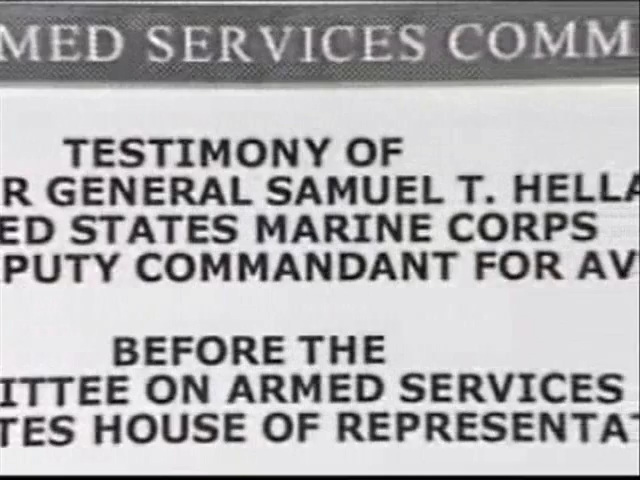 MED SERVICES COMM
TESTIMONY OF
R GENERAL SAMUEL T. HELLA
ED STATES MARINE CORPS
PUTY COMMANDANT FOR AV
BEFORE THE
ITTEE ON ARMED SERVICES
TES HOUSE OF REPRESENTAT